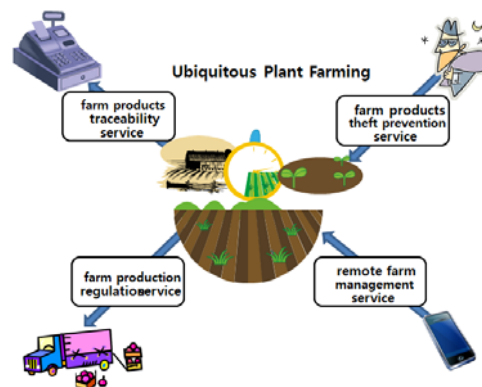 Ubiquitous Plant Farming
farm products
traceability
service
farm products
theft prevention
service
farm production
regulationservice
remote farm
management
service